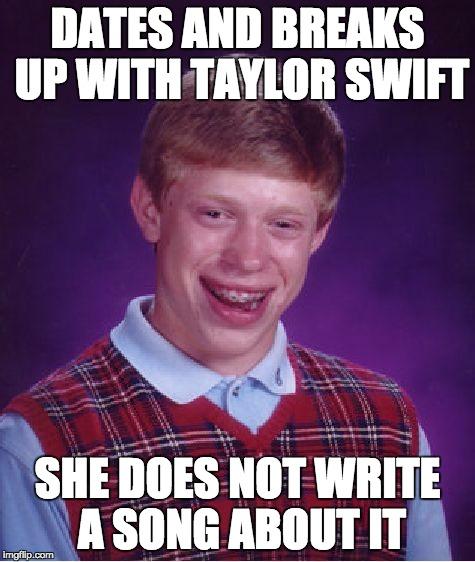 DATES AND BREAKS
UP WITH TAYLOR SWIFT
SHE DOES NOT WRITE
A SONG ABOUT IT
imgflip.com